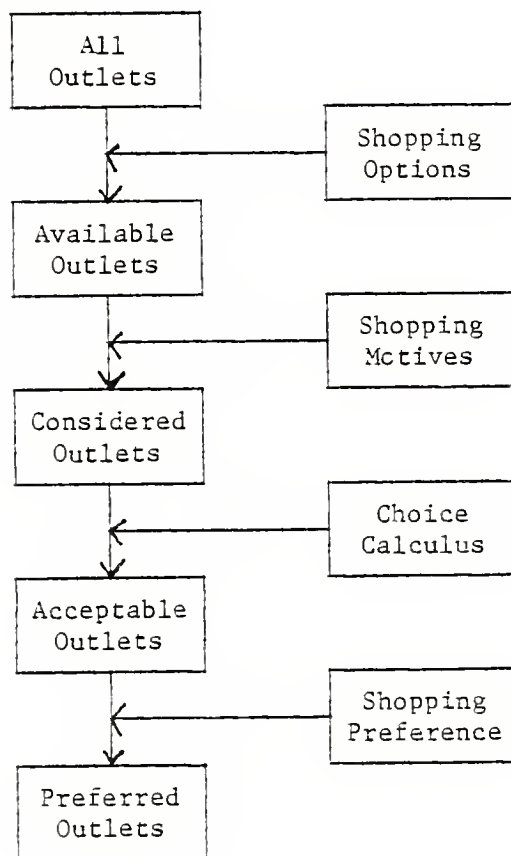 All
Outlets
Shopping
Options
Available
Outlets
Shopping
Mctives
Considered
Outlets
Choice
Calculus
Acceptable
Outlets
Shopping
Preference
Preferred
Outlets